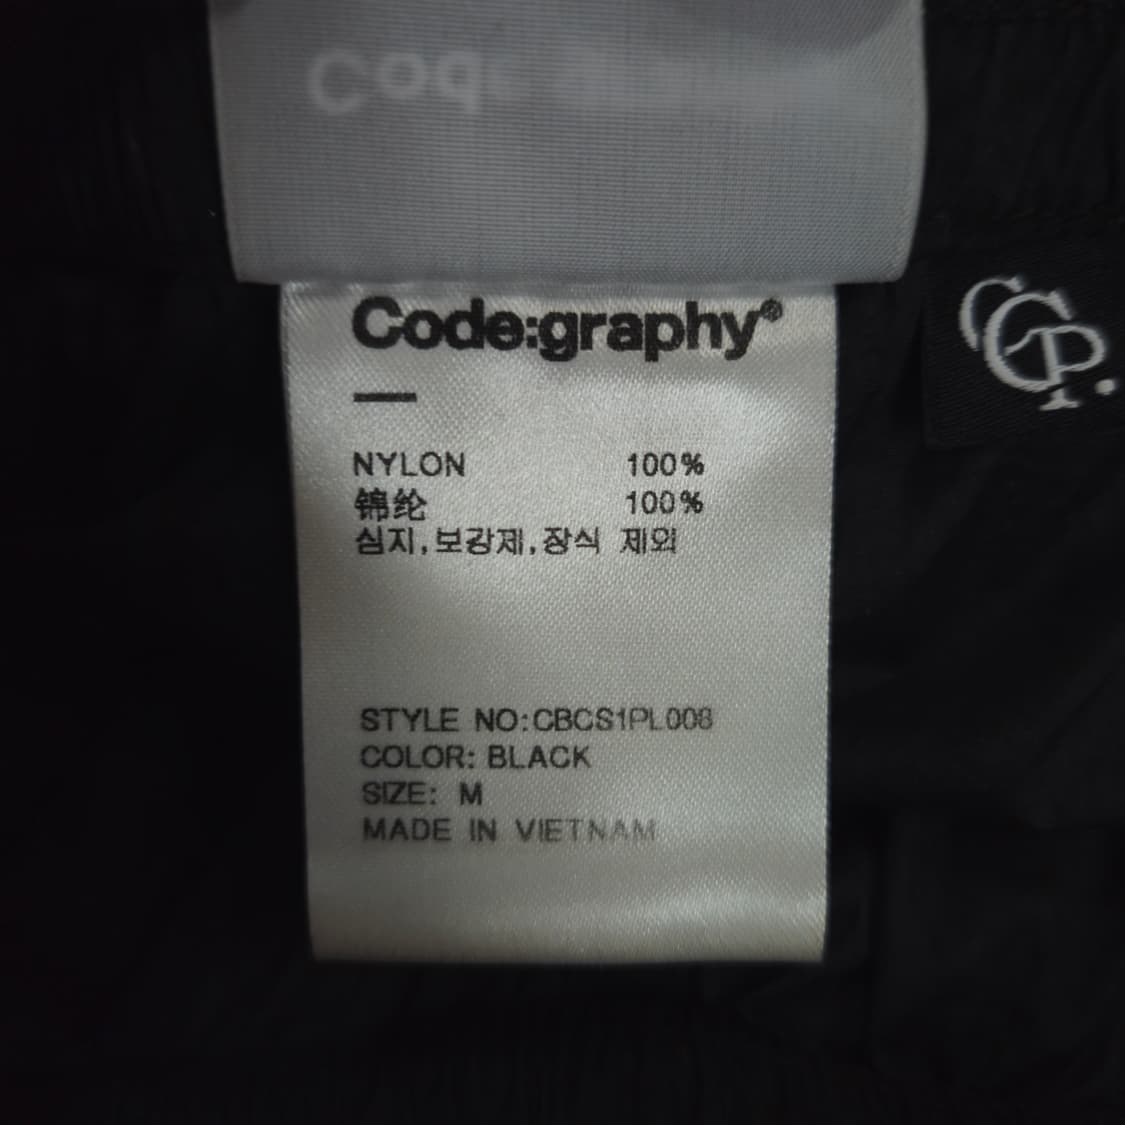 Code:graphy®
NYLON 100%
锦纶 100%
심지,보강제,장식 제외
STYLE NO:CBCS1PL008
COLOR: BLACK
SIZE: M
MADE IN VIETNAM